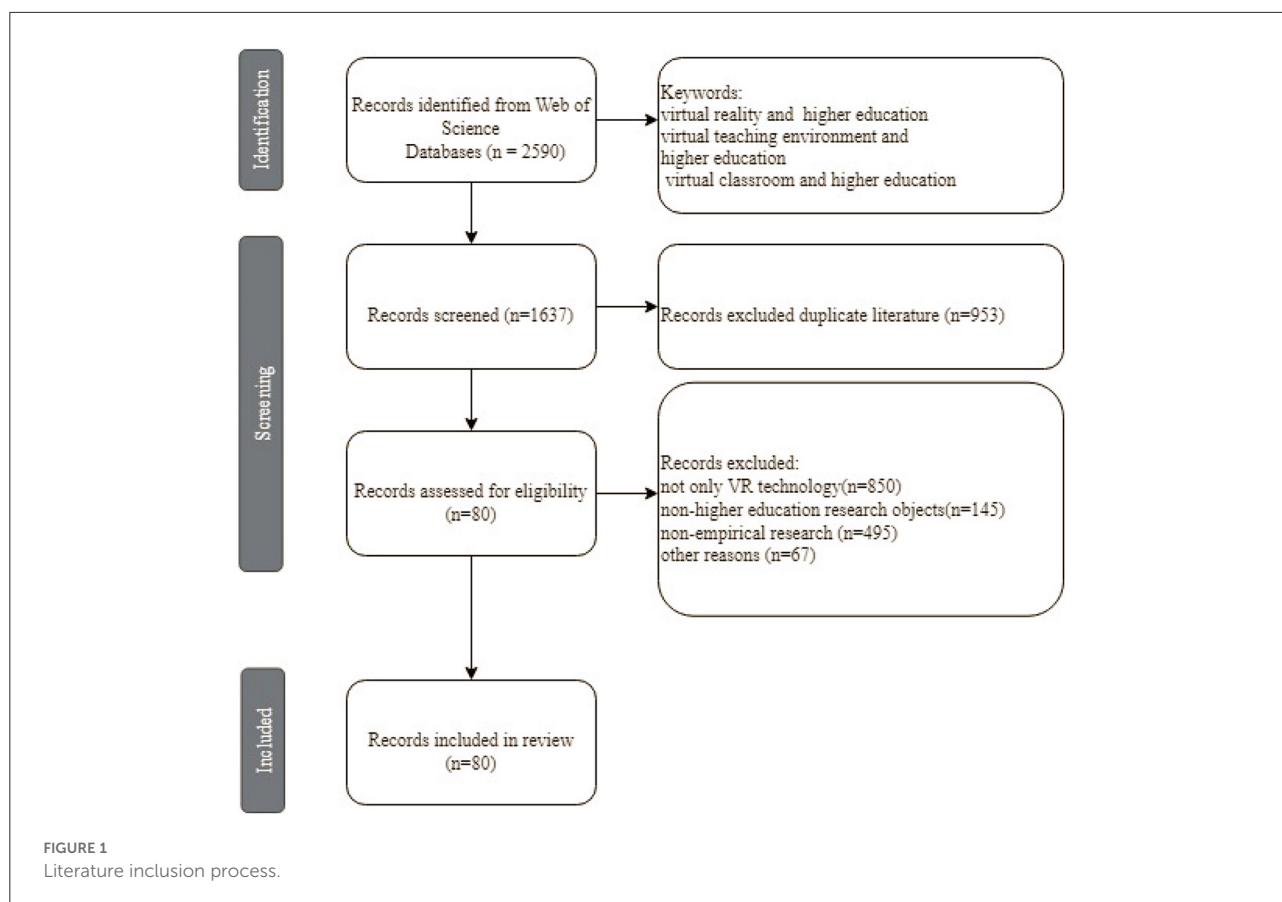 Identification
Records identified from Web of
Science
Databases (n = 2590)
Keywords:
virtual reality and higher education
virtual teaching environment and
higher education
virtual classroom and higher education
Screening
Records screened (n=1637)
Records excluded duplicate literature (n=953)
Records assessed for eligibility
(n=80)
Records excluded:
not only VR technology(n=850)
non-higher education research objects(n=145)
non-empirical research (n=495)
other reasons (n=67)
Included
Records included in review
(n=80)
FIGURE 1
Literature inclusion process.